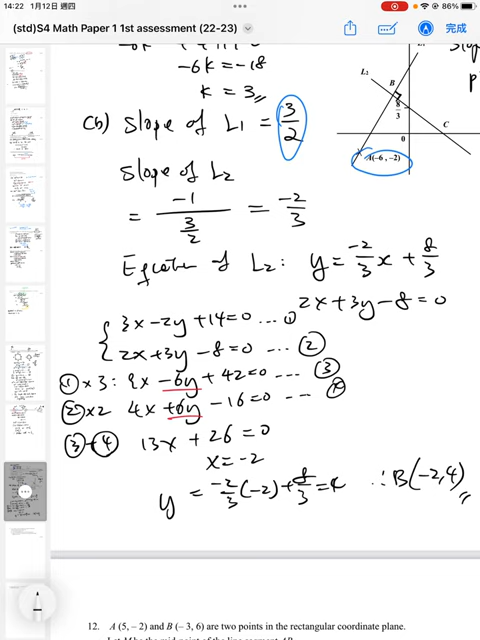 14:22 1月12日週五
86%
(std)S4 Math Paper 1 1st assessment (22-23)
完成
-6k = -18
k = 3
(b) Slope of L1 = 3/2
Slope of L2
= -1/(3/2) = -2/3
Equation of L2: y = -2/3 x + 8/3
2x+3y-8=0
3x-2y+14=0 ... ①
2x+3y-8=0 ... ②
①×3: 9x-6y+42=0 ... ③
②×2 4x+6y-16=0 ... ④
③+④ 13x+26=0
x=-2
y = -2/3(-2)+8/3=4 ∴B(-2,4)
L2
B
8/3
C
0
A(-6, -2)
12. A (5, – 2) and B (– 3, 6) are two points in the rectangular coordinate plane.